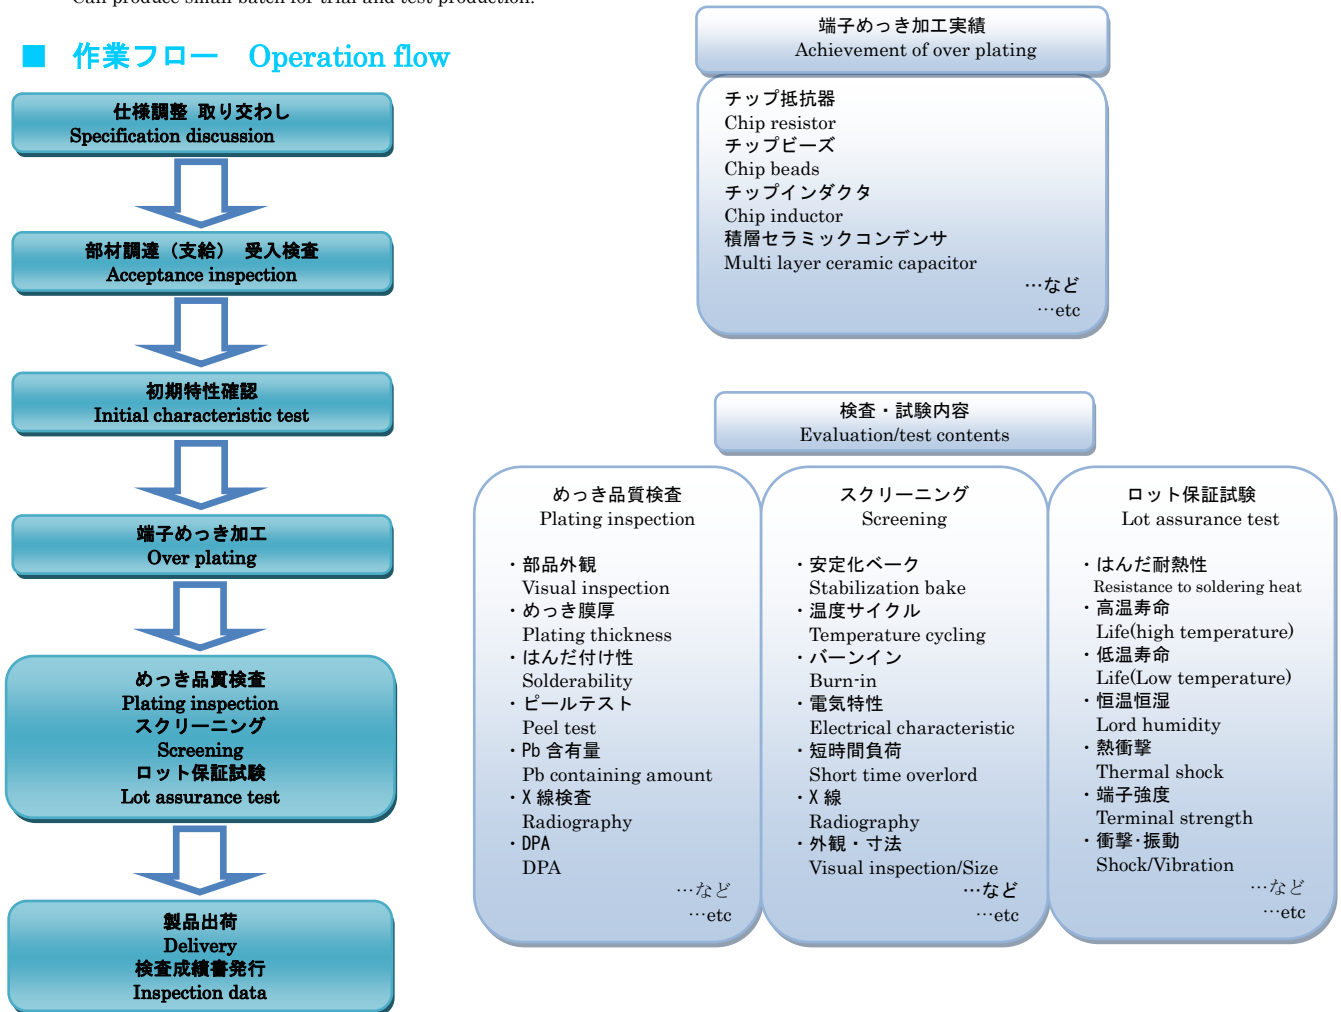 Can produce small batch for trial and test production.
■ 作業フロー Operation flow
仕様調整 取り交わし
Specification discussion
部材調達（支給） 受入検査
Acceptance inspection
初期特性確認
Initial characteristic test
端子めっき加工
Over plating
めっき品質検査
Plating inspection
スクリーニング
Screening
ロット保証試験
Lot assurance test
製品出荷
Delivery
検査成績書発行
Inspection data
端子めっき加工実績
Achievement of over plating
チップ抵抗器
Chip resistor
チップビーズ
Chip beads
チップインダクタ
Chip inductor
積層セラミックコンデンサ
Multi layer ceramic capacitor
…など
…etc
検査・試験内容
Evaluation/test contents
めっき品質検査
Plating inspection
・部品外観
Visual inspection
・めっき膜厚
Plating thickness
・はんだ付け性
Solderability
・ピールテスト
Peel test
・Pb 含有量
Pb containing amount
・X 線検査
Radiography
・DPA
DPA
…など
…etc
スクリーニング
Screening
・安定化ベーク
Stabilization bake
・温度サイクル
Temperature cycling
・バーンイン
Burn-in
・電気特性
Electrical characteristic
・短時間負荷
Short time overlord
・X 線
Radiography
・外観・寸法
Visual inspection/Size
…など
…etc
ロット保証試験
Lot assurance test
・はんだ耐熱性
Resistance to soldering heat
・高温寿命
Life(high temperature)
・低温寿命
Life(Low temperature)
・恒温恒湿
Lord humidity
・熱衝撃
Thermal shock
・端子強度
Terminal strength
・衝撃･振動
Shock/Vibration
…など
…etc